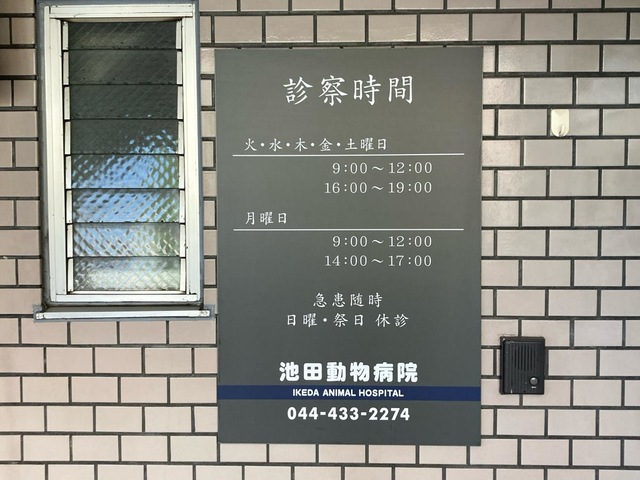 診察時間
火・水・木・金・土曜日
9:00～12:00
16:00～19:00
月曜日
9:00～12:00
14:00～17:00
急患随時
日曜・祭日 休診
池田動物病院
IKEDA ANIMAL HOSPITAL
044-433-2274